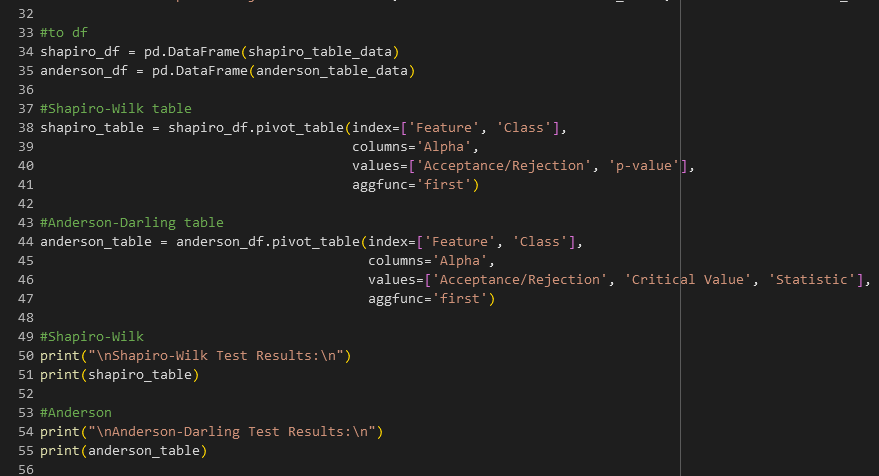 32
33 #to df
34 shapiro_df = pd.DataFrame(shapiro_table_data)
35 anderson_df = pd.DataFrame(anderson_table_data)
36
37 #Shapiro-Wilk table
38 shapiro_table = shapiro_df.pivot_table(index=['Feature', 'Class'],
39                                        columns='Alpha',
40                                        values=['Acceptance/Rejection', 'p-value'],
41                                        aggfunc='first')
42
43 #Anderson-Darling table
44 anderson_table = anderson_df.pivot_table(index=['Feature', 'Class'],
45                                          columns='Alpha',
46                                          values=['Acceptance/Rejection', 'Critical Value', 'Statistic'],
47                                          aggfunc='first')
48
49 #Shapiro-Wilk
50 print("\nShapiro-Wilk Test Results:\n")
51 print(shapiro_table)
52
53 #Anderson
54 print("\nAnderson-Darling Test Results:\n")
55 print(anderson_table)
56